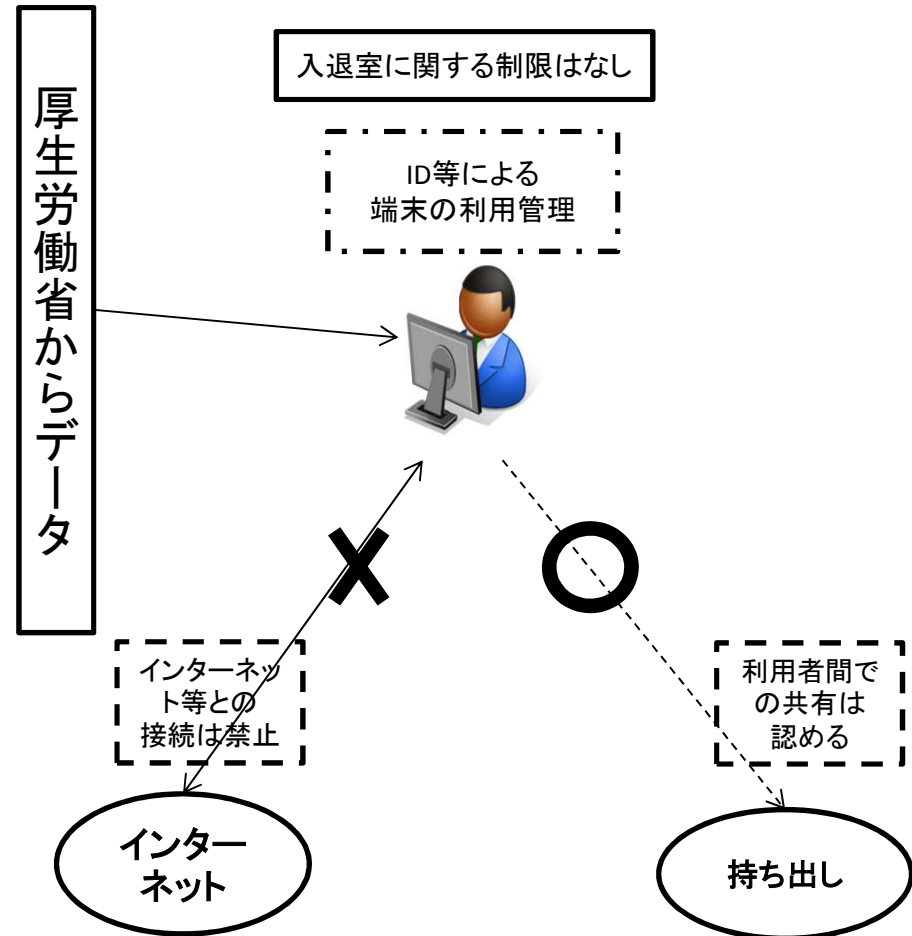 厚生労働省からデータ
入退室に関する制限はなし
ID等による
端末の利用管理
インターネッ
ト等との
接続は禁止
利用者間で
の共有は
認める
インター
ネット
持ち出し